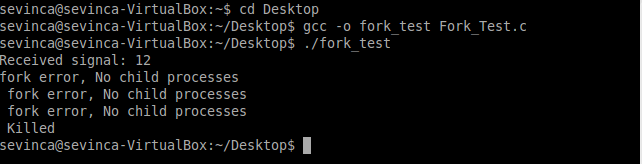 sevinca@sevinca-VirtualBox:~$ cd Desktop
sevinca@sevinca-VirtualBox:~/Desktop$ gcc -o fork_test Fork_Test.c
sevinca@sevinca-VirtualBox:~/Desktop$ ./fork_test
Received signal: 12
fork error, No child processes
 fork error, No child processes
 fork error, No child processes
 Killed
sevinca@sevinca-VirtualBox:~/Desktop$